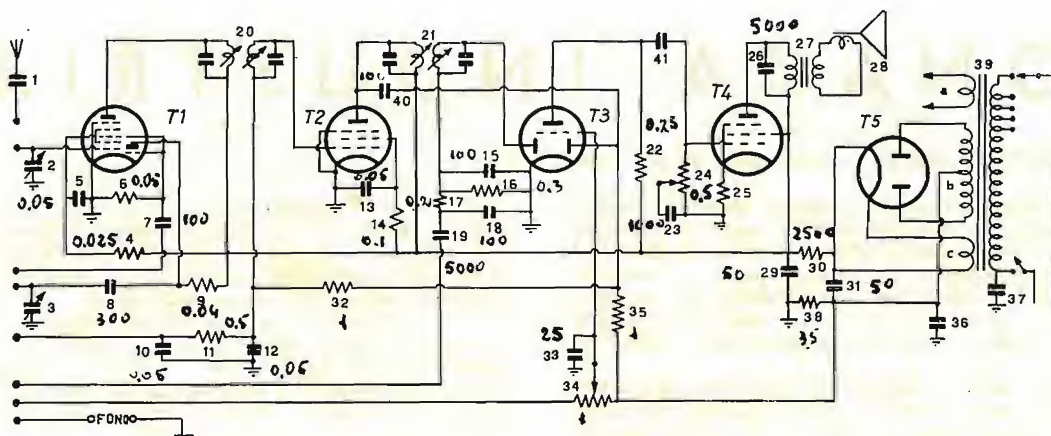 5000
20 21 41 26 27 28 39
1 100 40 T4 a
T1 T2 T3 T5
2 0.25 22 24 25 b
0.05 5 6 0.05 0.05 100 15 16 0.3
7 100 13 0.2 17 0.5
4 0.025 14 0.1 18 100 1000 23 2500 30 c
19 5000 50 29 31 50
3 8 300 9 0.04 32 1 35 1 38 35 37
0.5 25 33 36
10 11 12
0.05 0.05 34 1
FONO